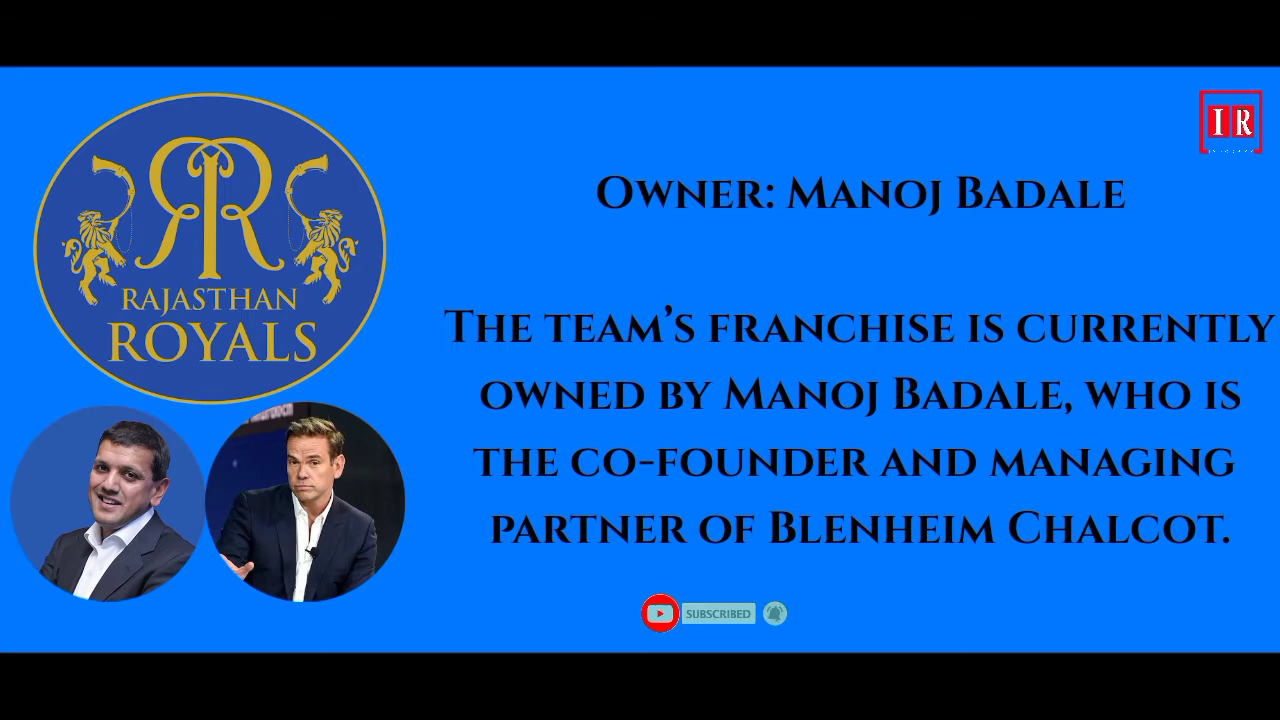 RR
RAJASTHAN
ROYALS
IR
OWNER: MANOJ BADALE
THE TEAM'S FRANCHISE IS CURRENTLY
OWNED BY MANOJ BADALE, WHO IS
THE CO-FOUNDER AND MANAGING
PARTNER OF BLENHEIM CHALCOT.
SUBSCRIBED